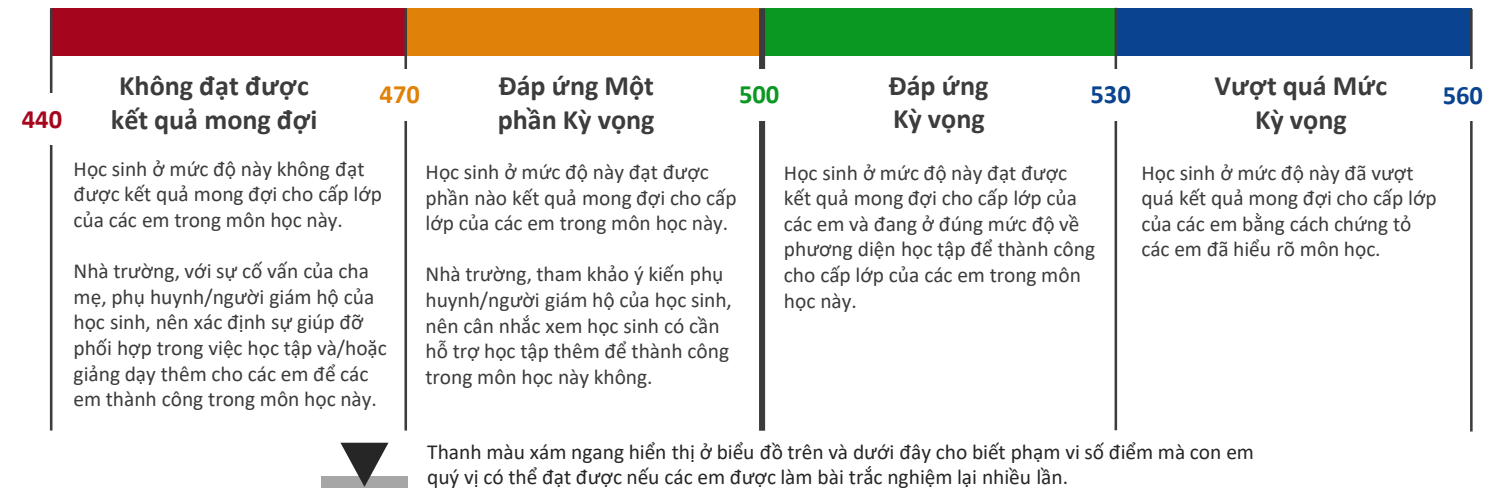 440
Không đạt được
kết quả mong đợi
Học sinh ở mức độ này không đạt
được kết quả mong đợi cho cấp lớp
của các em trong môn học này.
Nhà trường, với sự cố vấn của cha
mẹ, phụ huynh/người giám hộ của
học sinh, nên xác định sự giúp đỡ
phối hợp trong việc học tập và/hoặc
giảng dạy thêm cho các em để các
em thành công trong môn học này.
470
Đáp ứng Một
phần Kỳ vọng
Học sinh ở mức độ này đạt được
phần nào kết quả mong đợi cho cấp
lớp của các em trong môn học này.
Nhà trường, tham khảo ý kiến phụ
huynh/người giám hộ của học sinh,
nên cân nhắc xem học sinh có cần
hỗ trợ học tập thêm để thành công
trong môn học này không.
500
Đáp ứng
Kỳ vọng
Học sinh ở mức độ này đạt được
kết quả mong đợi cho cấp lớp của
các em và đang ở đúng mức độ về
phương diện học tập để thành công
cho cấp lớp của các em trong môn
học này.
530
Vượt quá Mức
Kỳ vọng
Học sinh ở mức độ này đã vượt
quá kết quả mong đợi cho cấp lớp
của các em bằng cách chứng tỏ
các em đã hiểu rõ môn học.
560
Thanh màu xám ngang hiển thị ở biểu đồ trên và dưới đây cho biết phạm vi số điểm mà con em
quý vị có thể đạt được nếu các em được làm bài trắc nghiệm lại nhiều lần.